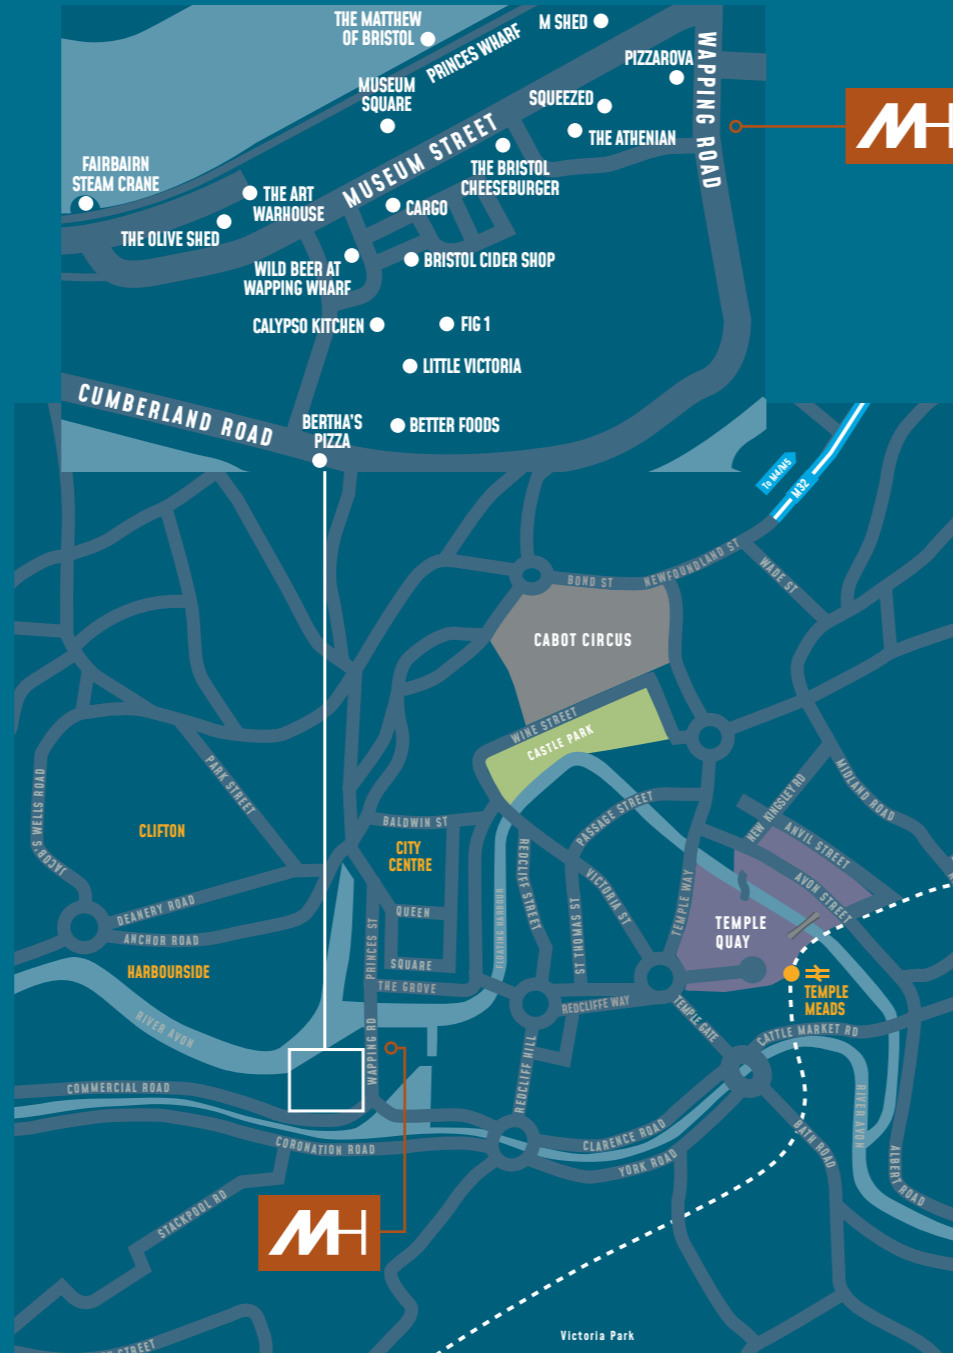 THE MATTHEW
OF BRISTOL
PRINCES WHARF
M SHED
PIZZAROVA
WAPPING ROAD
MUSEUM
SQUARE
SQUEEZED
THE ATHENIAN
MUSEUM STREET
MH
FAIRBAIRN
STEAM CRANE
THE ART
WARHOUSE
THE BRISTOL
CHEESEBURGER
CARGO
THE OLIVE SHED
WILD BEER AT
WAPPING WHARF
BRISTOL CIDER SHOP
CALYPSO KITCHEN
FIG 1
LITTLE VICTORIA
CUMBERLAND ROAD
BERTHA'S
PIZZA
BETTER FOODS
To M4/M5
M32
BOND ST
NEWFOUNDLAND ST
WADE ST
CABOT CIRCUS
WINE STREET
CASTLE PARK
PARK STREET
JACOB,S WELLS ROAD
CLIFTON
BALDWIN ST
CITY
CENTRE
PASSAGE STREET
NEW KINGSLEY RD
MIDLAND ROAD
ANVIL STREET
AVON STREET
REDCLIFF STREET
VICTORIA ST
ST THOMAS ST
TEMPLE WAY
FLOATING HARBOUR
DEANERY ROAD
ANCHOR ROAD
QUEEN
SQUARE
PRINCES ST
THE GROVE
TEMPLE
QUAY
HARBOURSIDE
RIVER AVON
TEMPLE
MEADS
REDCLIFFE WAY
TEMPLE GATE
CATTLE MARKET RD
WAPPING RD
REDCLIFF HILL
COMMERCIAL ROAD
CORONATION ROAD
CLARENCE ROAD
YORK ROAD
BATH ROAD
RIVER AVON
ALBERT ROAD
STACKPOOL RD
MH
Victoria Park
STREET